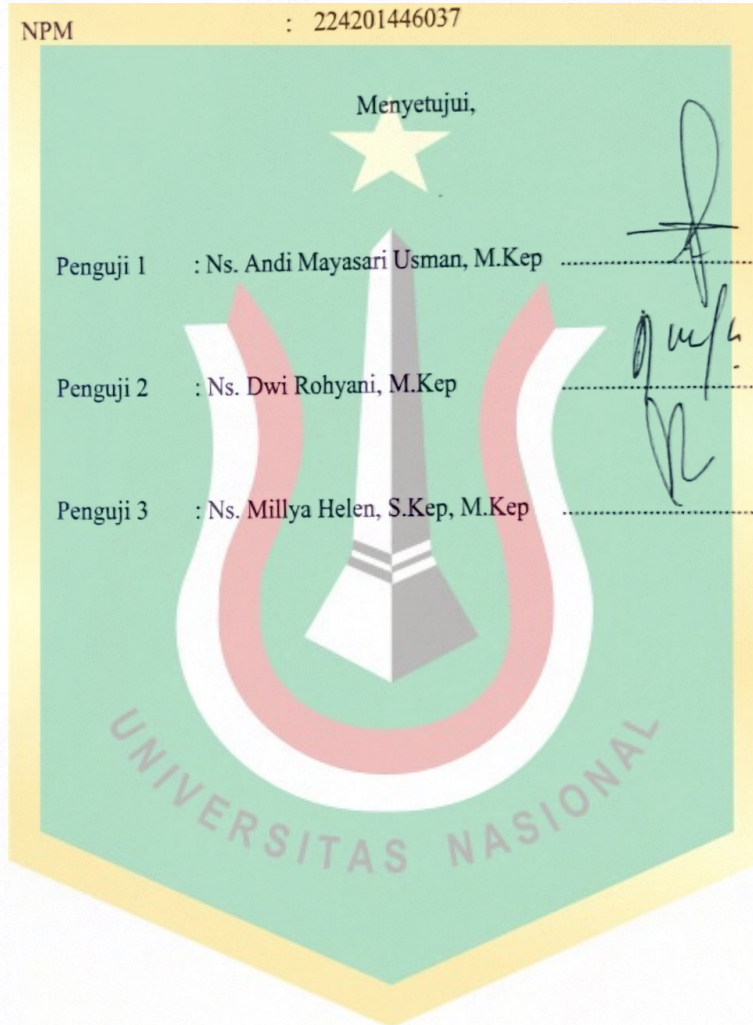 NPM : 224201446037
Menyetujui,
Penguji 1 : Ns. Andi Mayasari Usman, M.Kep ........................
Penguji 2 : Ns. Dwi Rohyani, M.Kep ........................
Penguji 3 : Ns. Millya Helen, S.Kep, M.Kep ........................
UNIVERSITAS NASIONAL